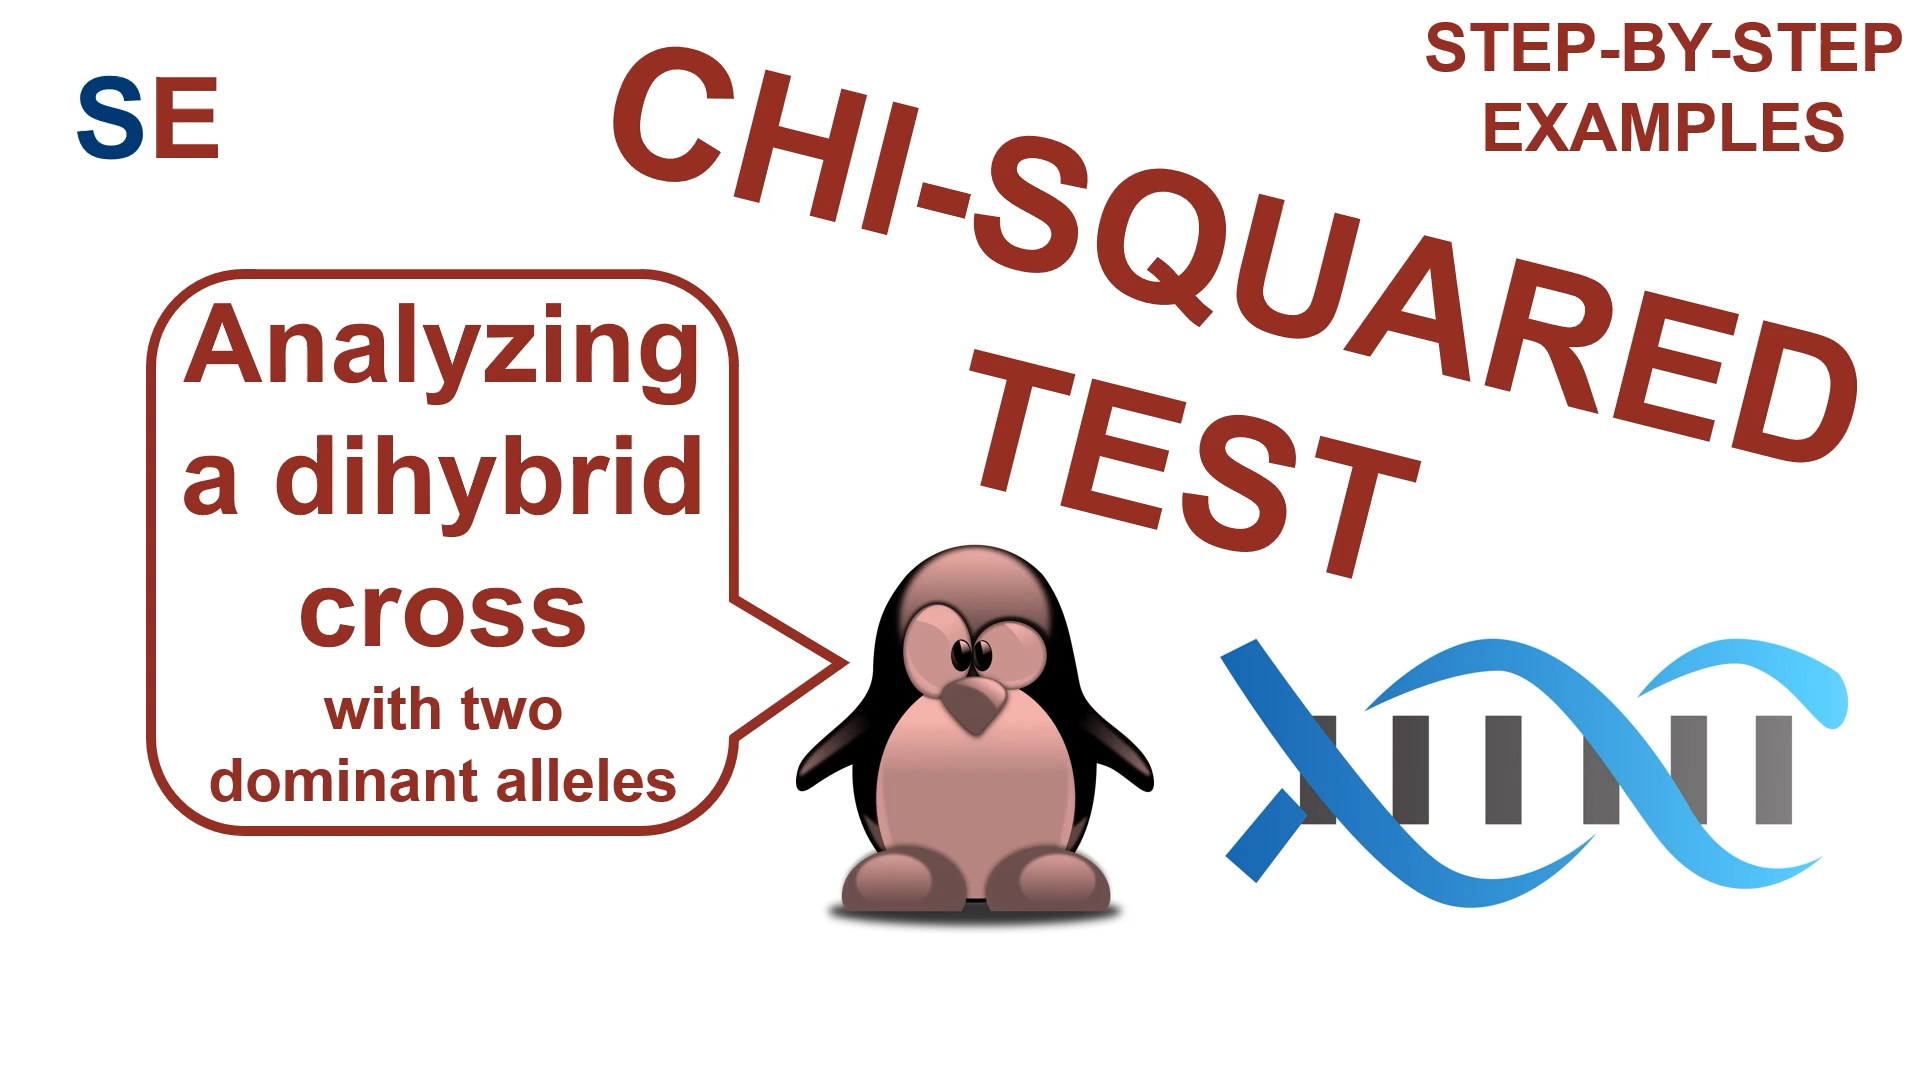 SE
CHI-SQUARED
TEST
STEP-BY-STEP
EXAMPLES
Analyzing
a dihybrid
cross
with two
dominant alleles